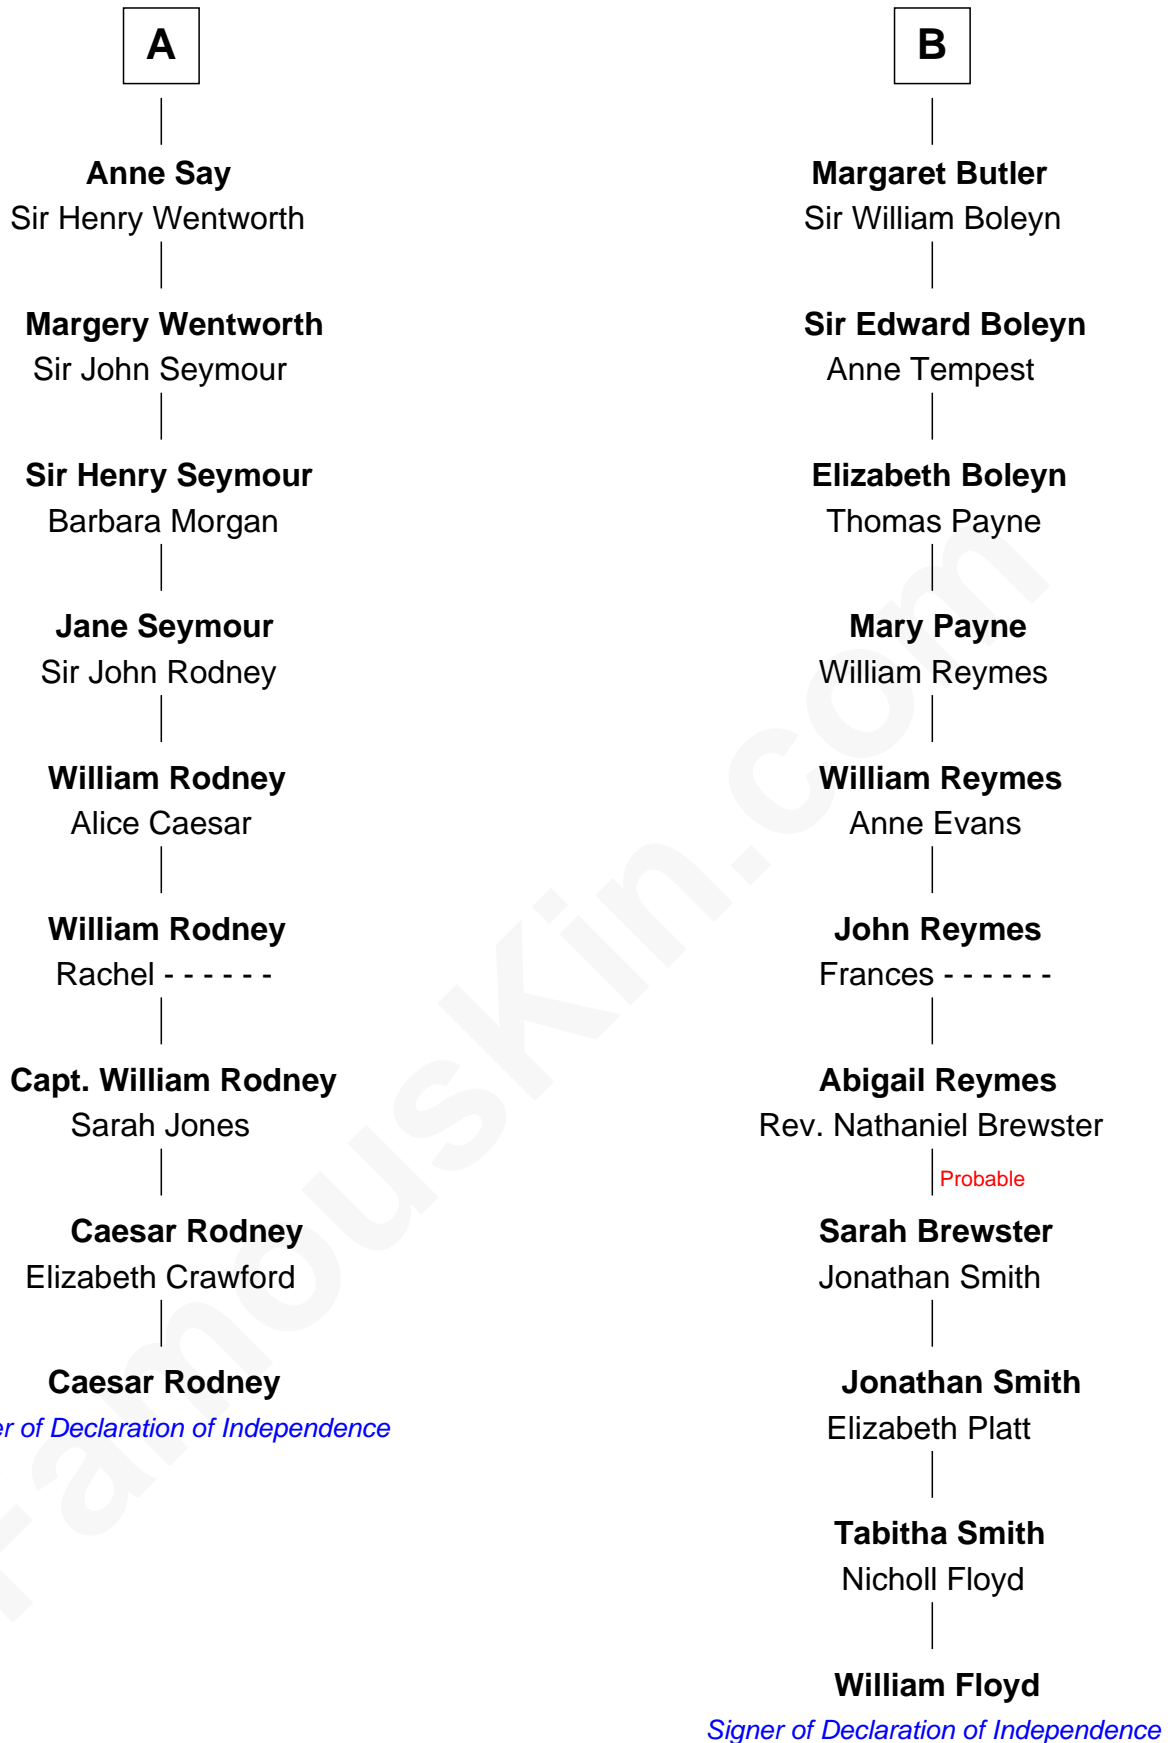 A
Anne Say
Sir Henry Wentworth
Margery Wentworth
Sir John Seymour
Sir Henry Seymour
Barbara Morgan
Jane Seymour
Sir John Rodney
William Rodney
Alice Caesar
William Rodney
Rachel - - - - - -
Capt. William Rodney
Sarah Jones
Caesar Rodney
Elizabeth Crawford
Caesar Rodney
er of Declaration of Independence
B
Margaret Butler
Sir William Boleyn
Sir Edward Boleyn
Anne Tempest
Elizabeth Boleyn
Thomas Payne
Mary Payne
William Reymes
William Reymes
Anne Evans
John Reymes
Frances - - - - - -
Abigail Reymes
Rev. Nathaniel Brewster
Probable
Sarah Brewster
Jonathan Smith
Jonathan Smith
Elizabeth Platt
Tabitha Smith
Nicholl Floyd
William Floyd
Signer of Declaration of Independence
FamousKin.com